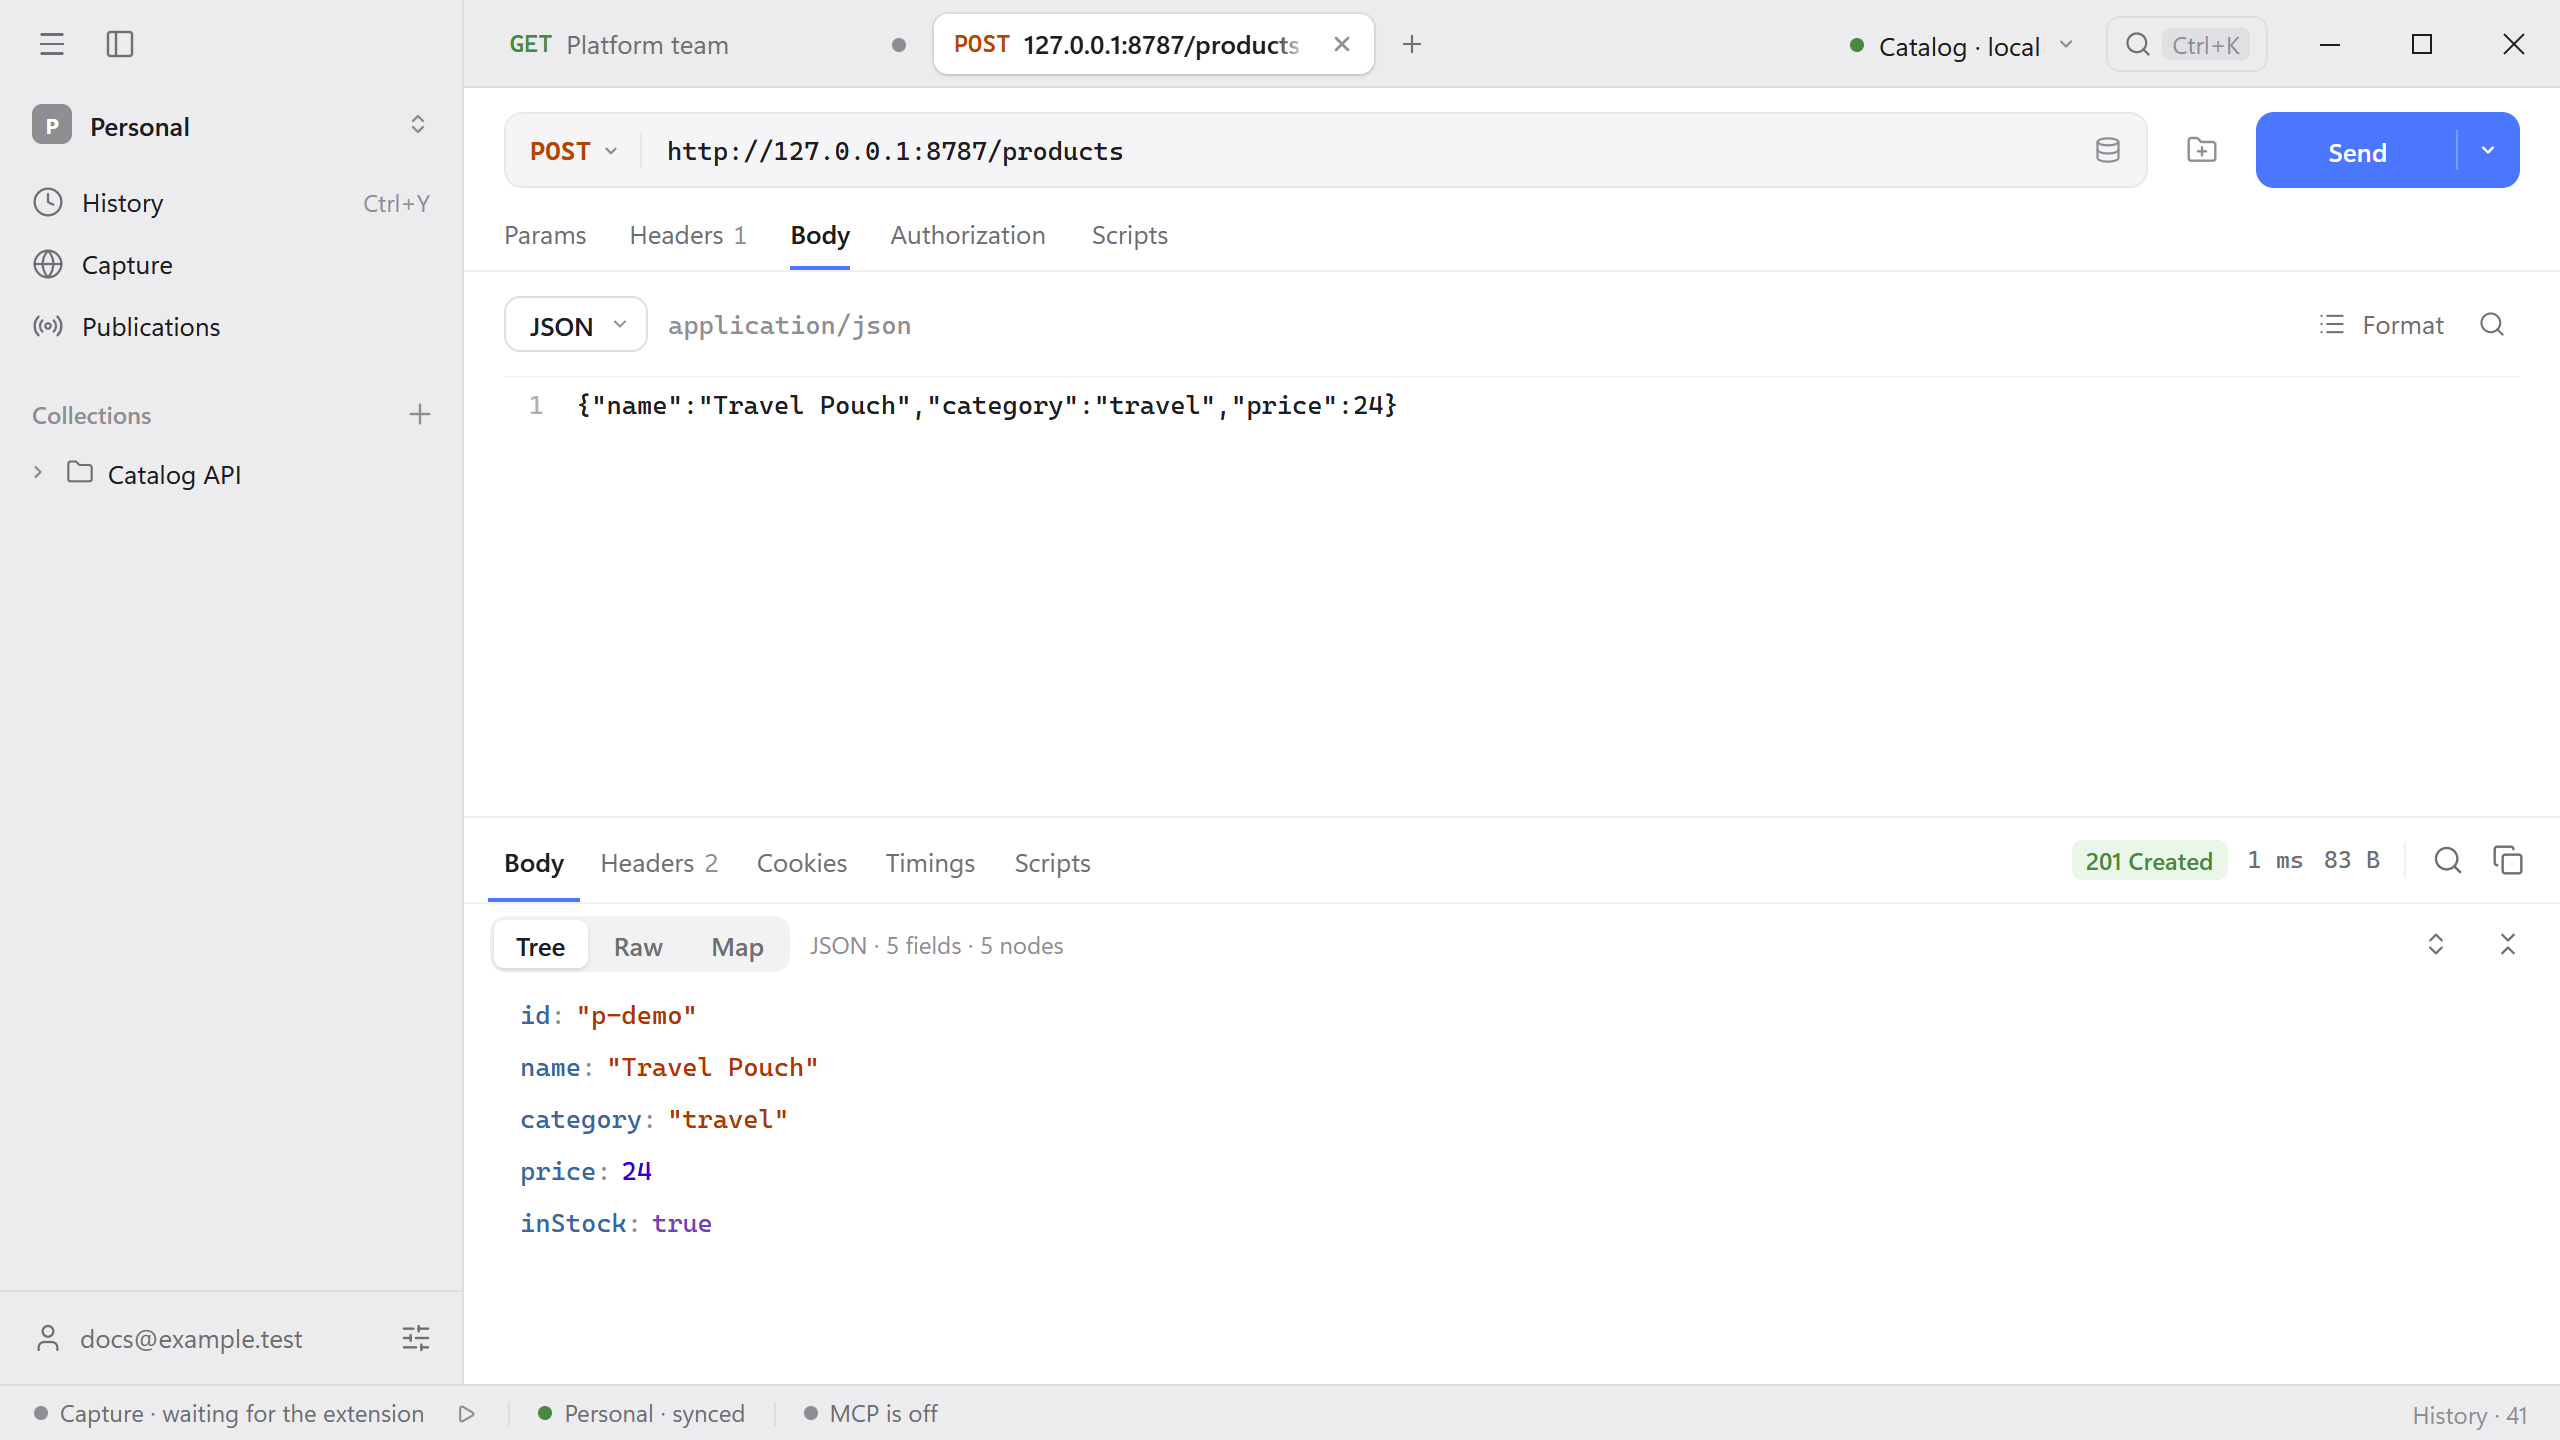 GET Platform team
POST 127.0.0.1:8787/products
Catalog · local
Ctrl+K
P Personal
History Ctrl+Y
Capture
Publications
Collections
Catalog API
docs@example.test
POST http://127.0.0.1:8787/products
Send
Params Headers 1 Body Authorization Scripts
JSON application/json
Format
1 {"name":"Travel Pouch","category":"travel","price":24}
Body Headers 2 Cookies Timings Scripts
201 Created 1 ms 83 B
Tree Raw Map JSON · 5 fields · 5 nodes
id: "p-demo"
name: "Travel Pouch"
category: "travel"
price: 24
inStock: true
Capture · waiting for the extension
Personal · synced
MCP is off
History · 41